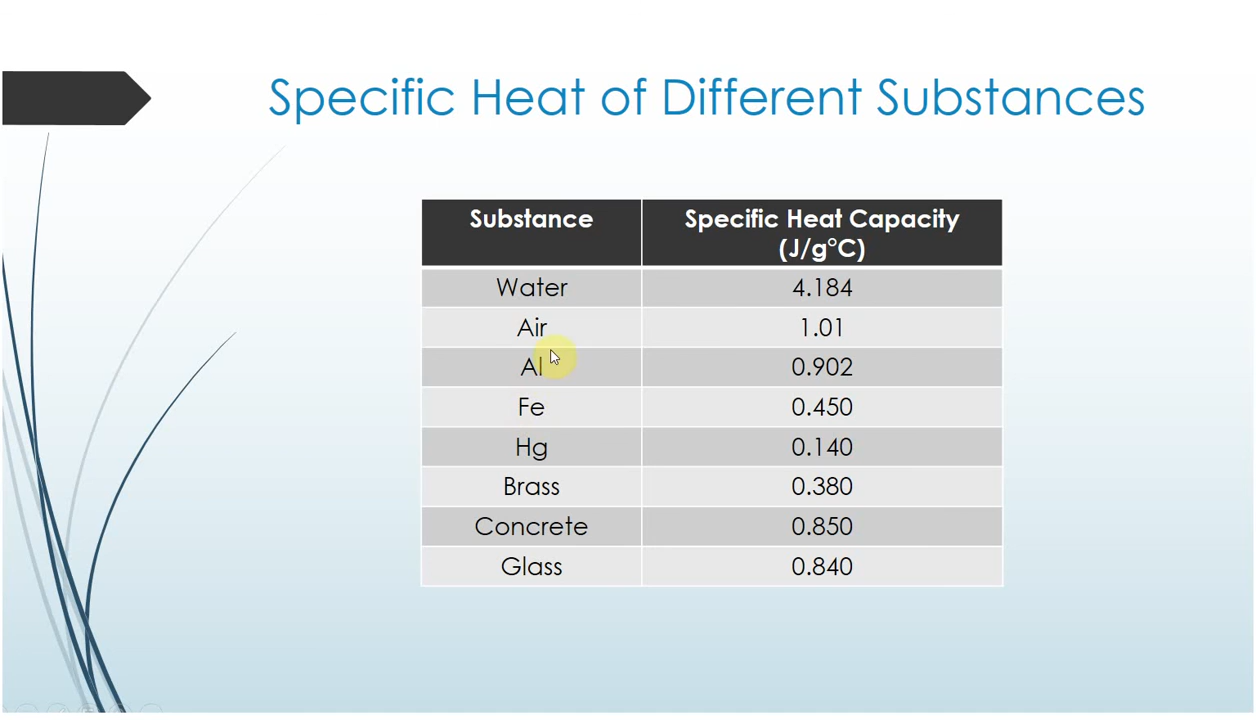 Specific Heat of Different Substances
Substance Specific Heat Capacity
(J/g°C)
Water 4.184
Air 1.01
Al 0.902
Fe 0.450
Hg 0.140
Brass 0.380
Concrete 0.850
Glass 0.840